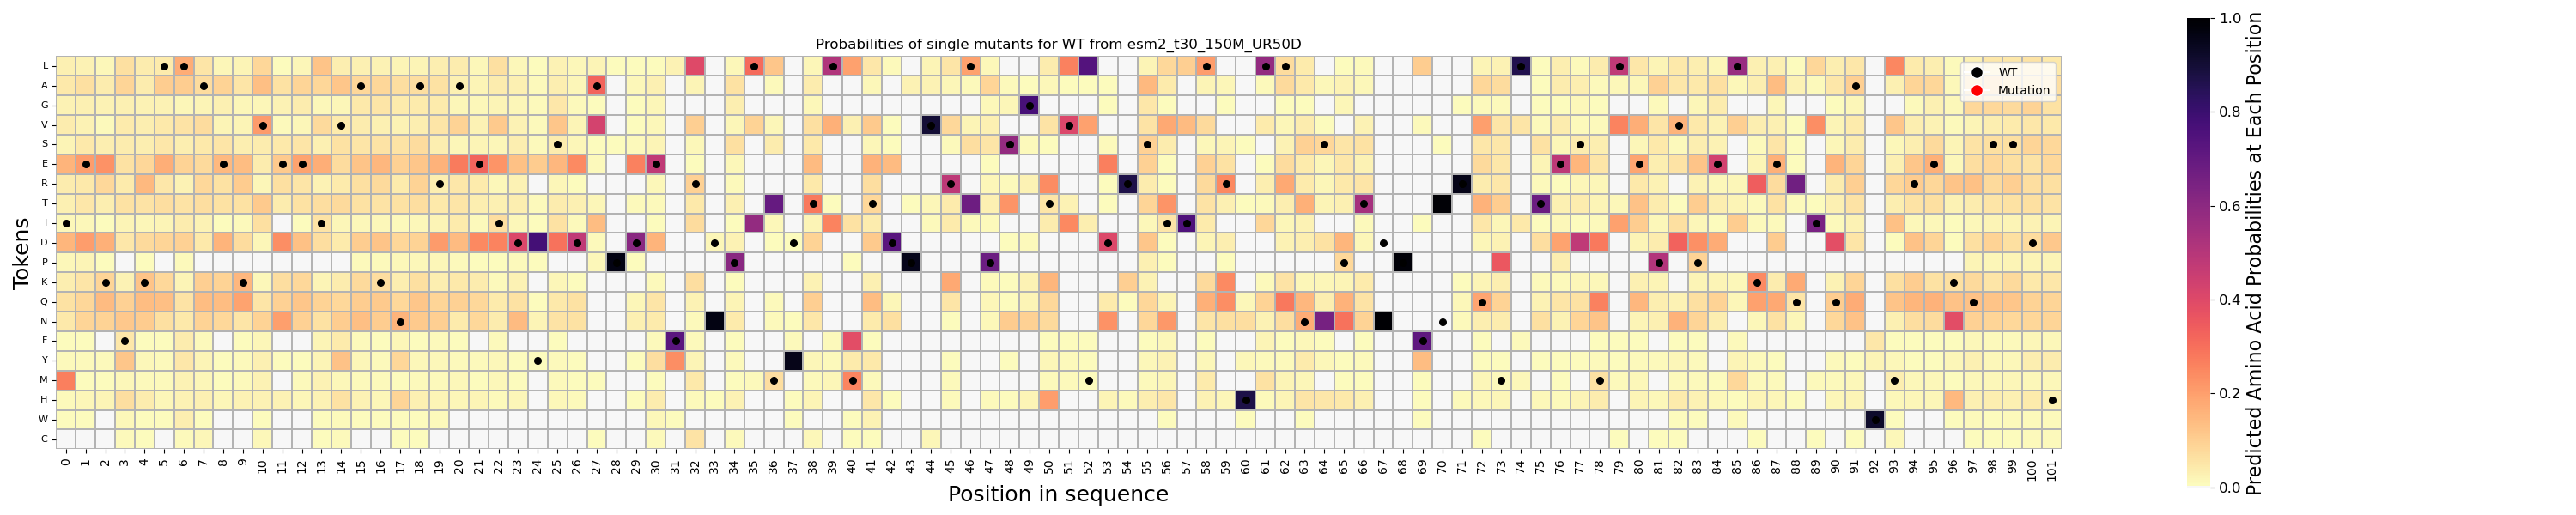 Probabilities of single mutants for WT from esm2_t30_150M_UR50D
Tokens
L
A
G
V
S
E
R
T
I
D
P
K
Q
N
F
Y
M
H
W
C
0 1 2 3 4 5 6 7 8 9 10 11 12 13 14 15 16 17 18 19 20 21 22 23 24 25 26 27 28 29 30 31 32 33 34 35 36 37 38 39 40 41 42 43 44 45 46 47 48 49 50 51 52 53 54 55 56 57 58 59 60 61 62 63 64 65 66 67 68 69 70 71 72 73 74 75 76 77 78 79 80 81 82 83 84 85 86 87 88 89 90 91 92 93 94 95 96 97 98 99 100 101
Position in sequence
WT
Mutation
1.0
0.8
0.6
0.4
0.2
0.0
Predicted Amino Acid Probabilities at Each Position